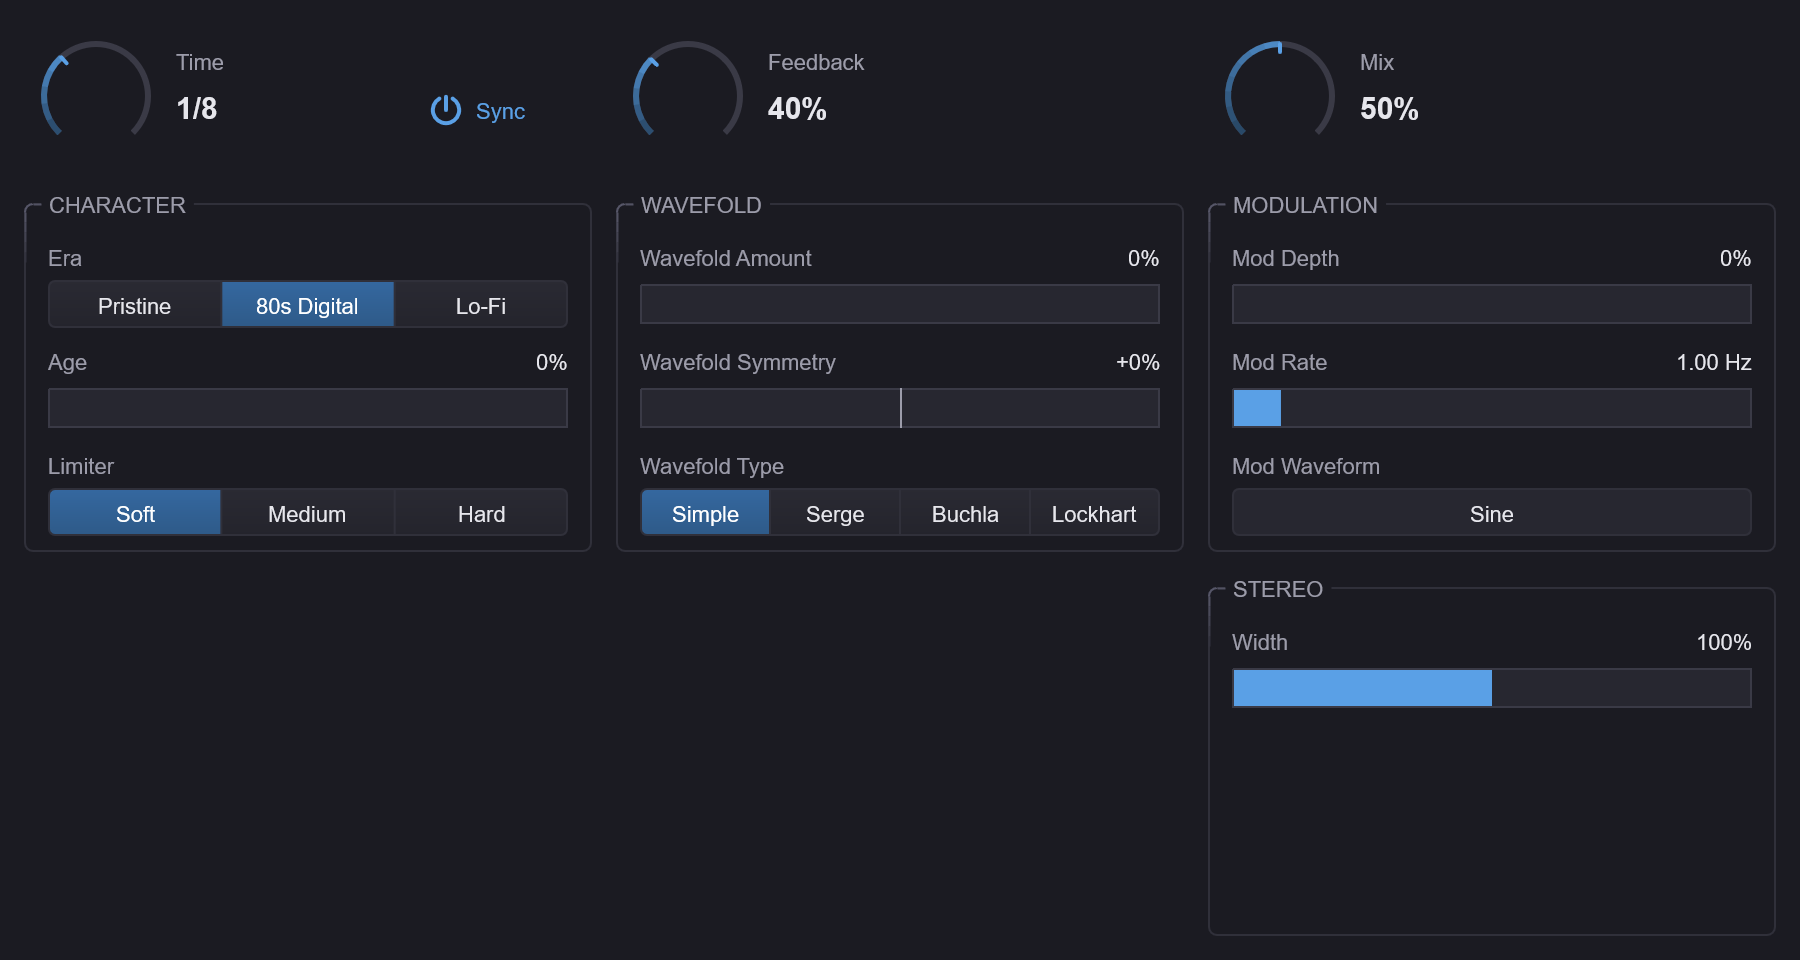 Time
1/8
Sync
Feedback
40%
Mix
50%
CHARACTER
Era
Pristine 80s Digital Lo-Fi
Age 0%
Limiter
Soft Medium Hard
WAVEFOLD
Wavefold Amount 0%
Wavefold Symmetry +0%
Wavefold Type
Simple Serge Buchla Lockhart
MODULATION
Mod Depth 0%
Mod Rate 1.00 Hz
Mod Waveform
Sine
STEREO
Width 100%